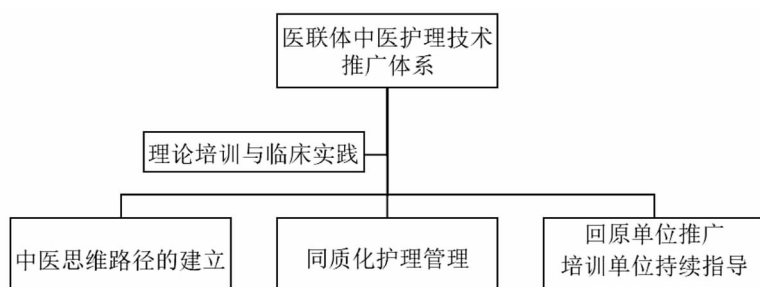 医联体中医护理技术
推广体系
理论培训与临床实践
中医思维路径的建立
同质化护理管理
回原单位推广
培训单位持续指导